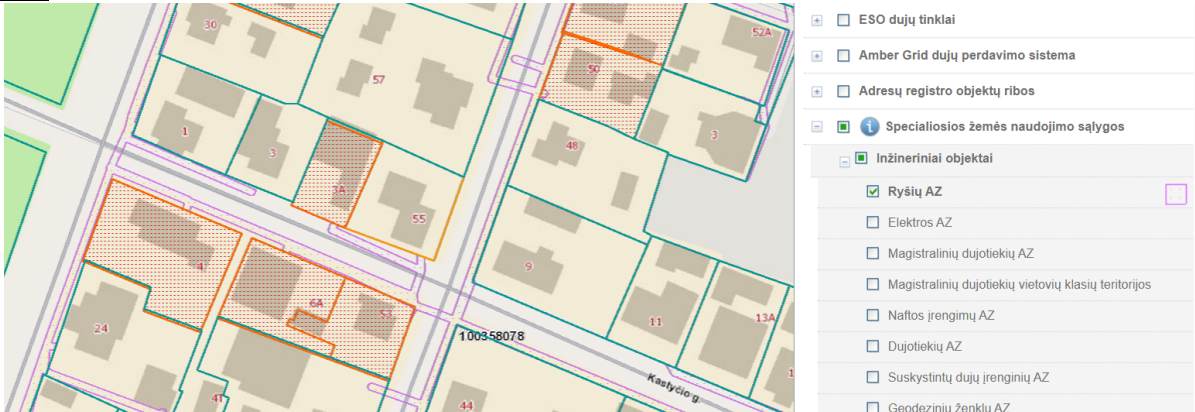 30
52A
50
57
1
3
48
3
3A
55
9
4
6A
53
11
13A
24
100358078
Kastyčio g.
4T
44
ESO dujų tinklai
Amber Grid dujų perdavimo sistema
Adresų registro objektų ribos
Specialiosios žemės naudojimo sąlygos
Inžineriniai objektai
Ryšių AZ
Elektros AZ
Magistralinių dujotiekių AZ
Magistralinių dujotiekių vietovių klasių teritorijos
Naftos įrengimų AZ
Dujotiekių AZ
Suskystintų dujų įrenginių AZ
Geodezinių ženklų AZ